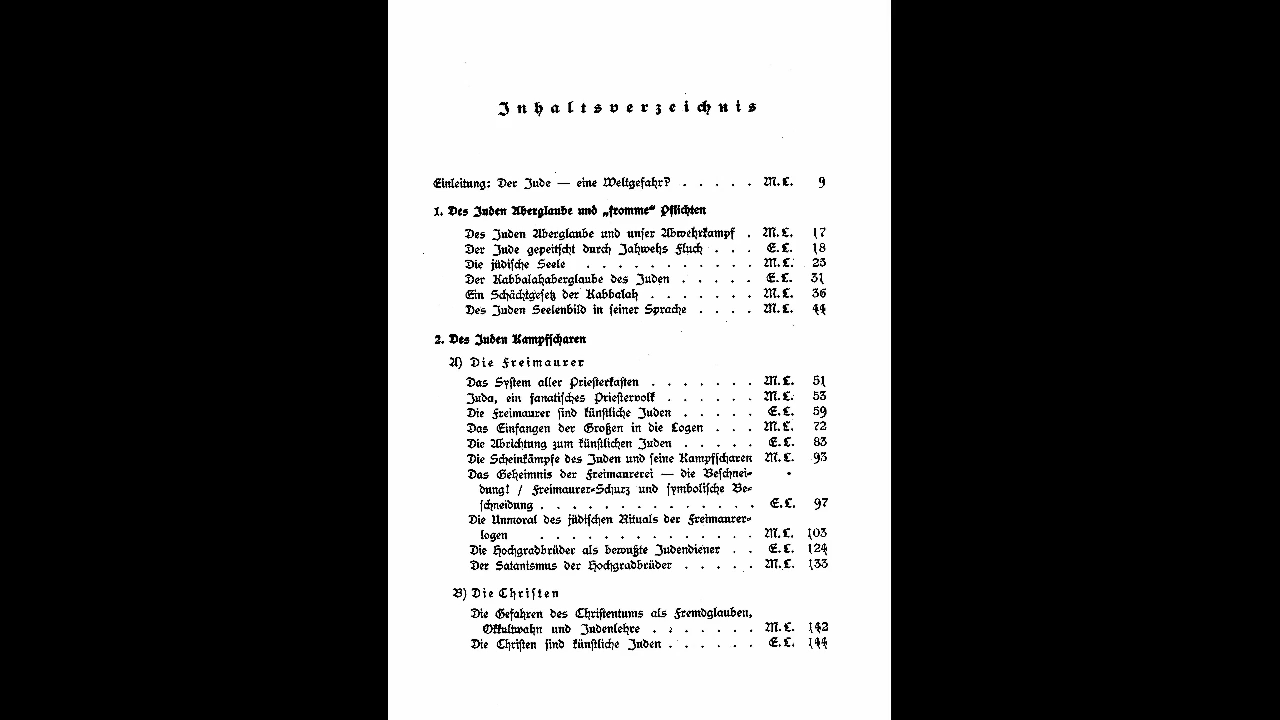 Inhaltsverzeichnis
Einleitung: Der Jude — eine Weltgefahr? . . . . . M. L. 9
1. Des Juden Aberglaube und „fromme“ Pflichten
Des Juden Aberglaube und unser Abwehrkampf . M. L. 17
Der Jude gepeitscht durch Jahwehs Fluch . . . E. L. 18
Die jüdische Seele . . . . . . . . . . . M. L. 23
Der Kabbalahaberglaube des Juden . . . . . E. L. 31
Ein Schächtgesetz der Kabbalah . . . . . . . M. L. 36
Des Juden Seelenbild in seiner Sprache . . . . M. L. 44
2. Des Juden Kampfscharen
A) Die Freimaurer
Das System aller Priesterkasten . . . . . . . M. L. 51
Juda, ein fanatisches Priestervolk . . . . . . M. L. 53
Die Freimaurer sind künstliche Juden . . . . . E. L. 59
Das Einfangen der Großen in die Logen . . . M. L. 72
Die Abrichtung zum künstlichen Juden . . . . . E. L. 83
Die Scheinkämpfe des Juden und seine Kampfscharen M. L. 93
Das Geheimnis der Freimaurerei — die Beschnei-
dung! / Freimaurer-Schurz und symbolische Be-
schneidung . . . . . . . . . . . . . . E. L. 97
Die Unmoral des jüdischen Rituals der Freimaurer-
logen . . . . . . . . . . . . . . M. L. 103
Die Hochgradbrüder als bewußte Judendiener . . E. L. 124
Der Satanismus der Hochgradbrüder . . . . . M. L. 133
B) Die Christen
Die Gefahren des Christentums als Fremdglauben,
Okkultwahn und Judenlehre . . . . . . . M. L. 142
Die Christen sind künstliche Juden . . . . . . E. L. 144